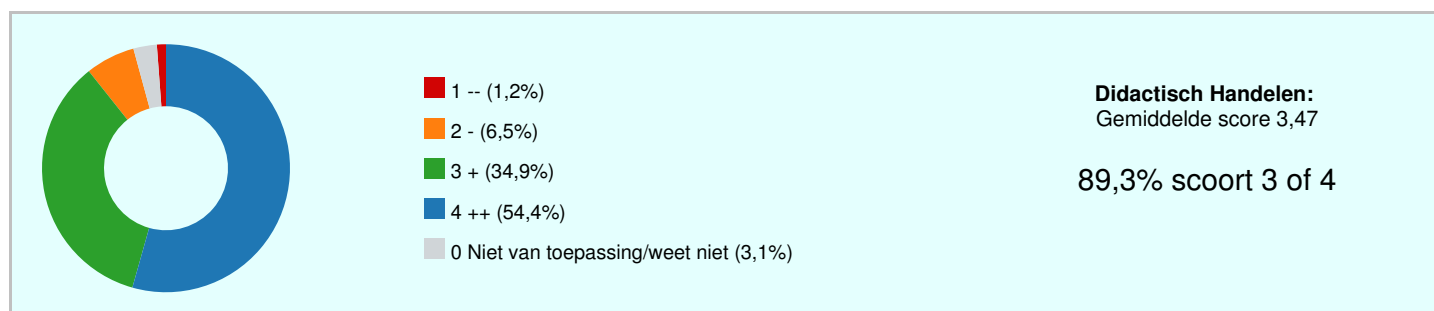 1 -- (1,2%)
2 - (6,5%)
3 + (34,9%)
4 ++ (54,4%)
0 Niet van toepassing/weet niet (3,1%)
Didactisch Handelen:
Gemiddelde score 3,47
89,3% scoort 3 of 4